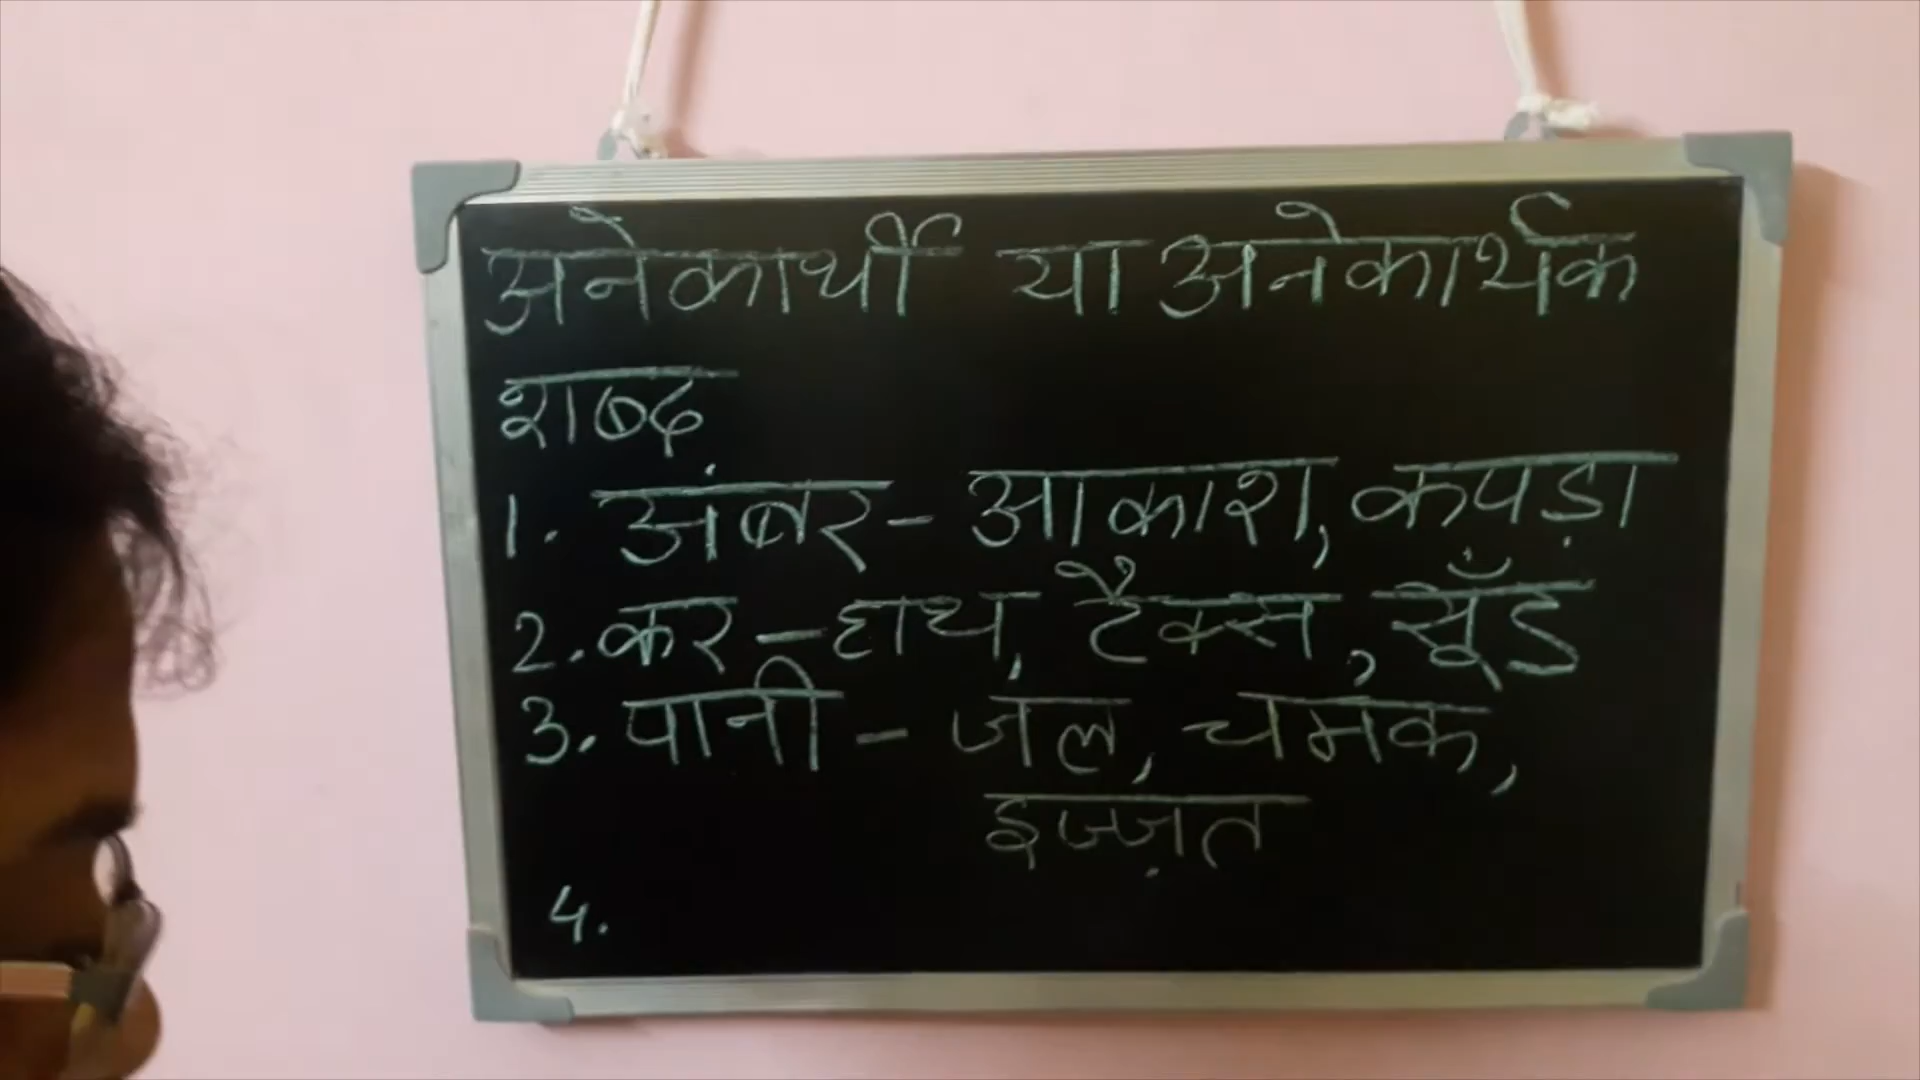 अनेकार्थी या अनेकार्थक
शब्द
1. अंबर - आकाश, कपड़ा
2. कर - हाथ, टैक्स, सूँड
3. पानी - जल, चमक,
इज्ज़त
4.